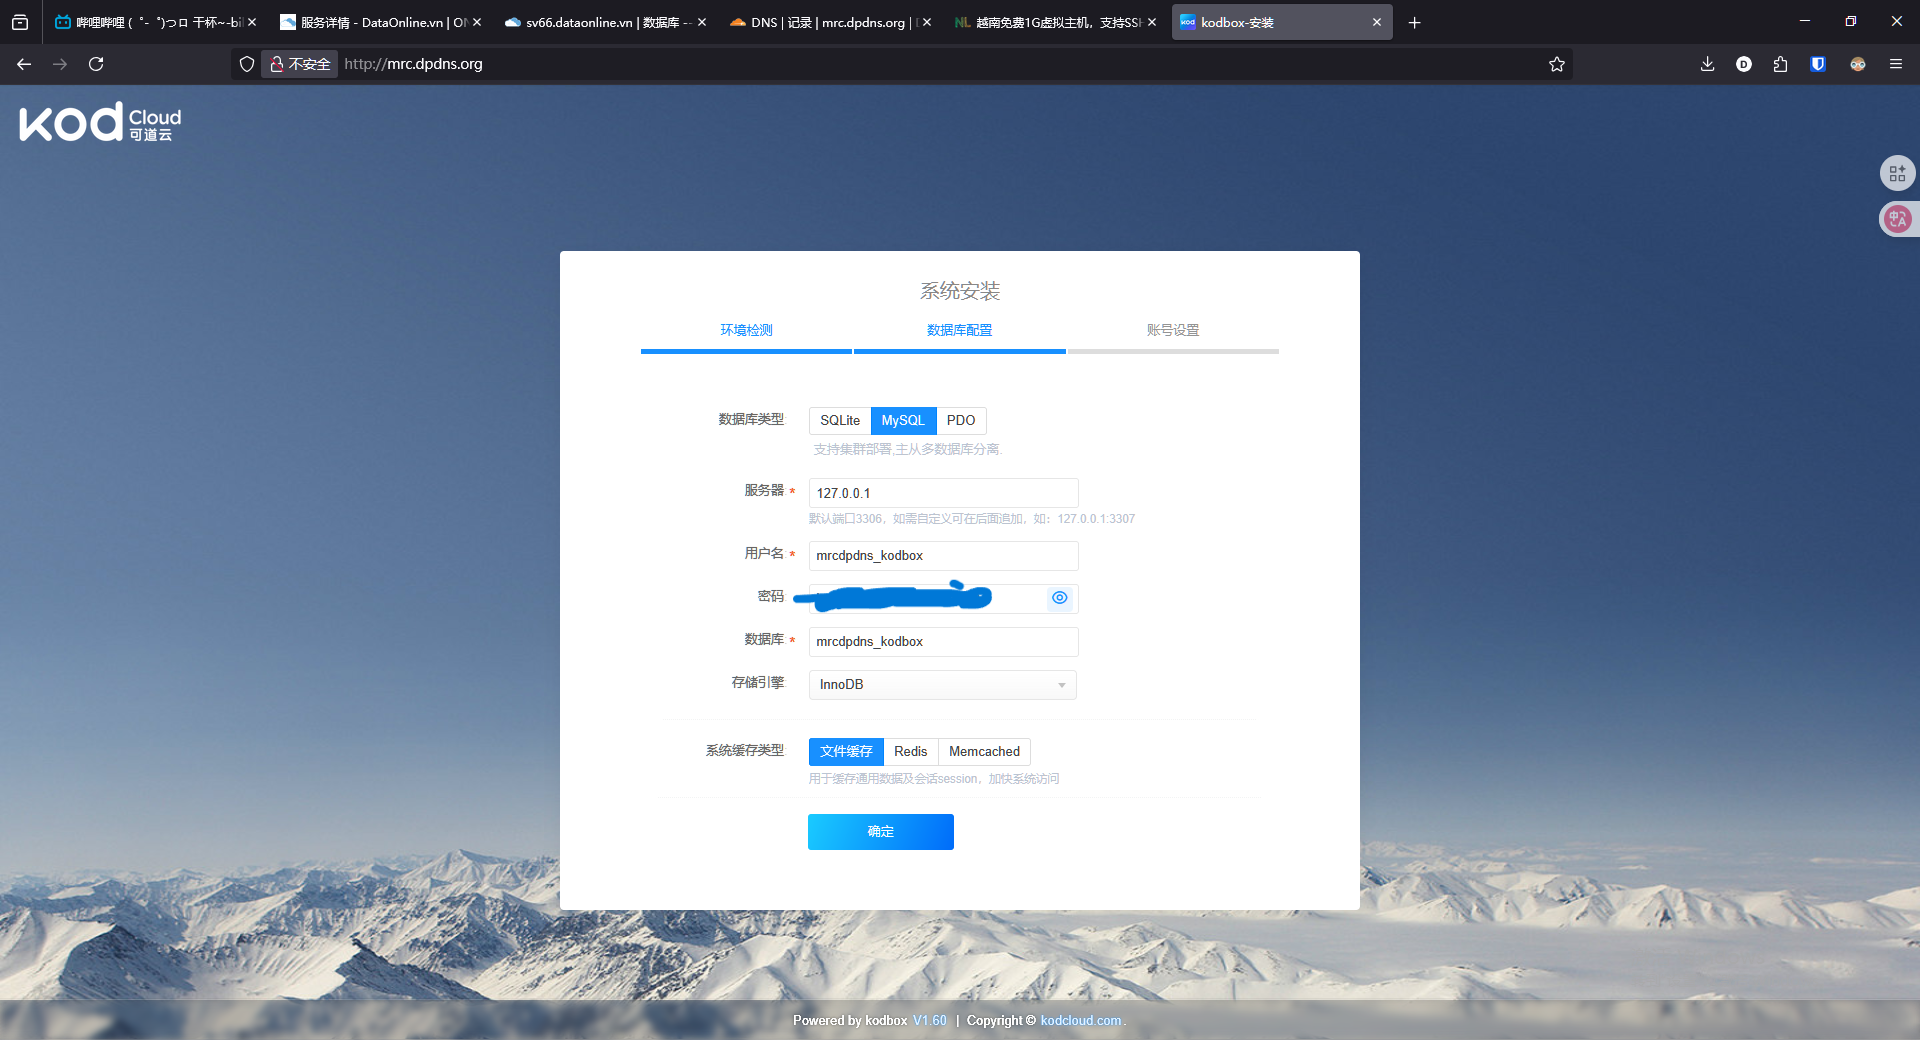 哔哩哔哩 (゜-゜)つロ 干杯~-bil
服务详情 - DataOnline.vn | ON
sv66.dataonline.vn | 数据库 --
DNS | 记录 | mrc.dpdns.org |
越南免费1G虚拟主机，支持SSH
kodbox-安装
不安全
http://mrc.dpdns.org
kod Cloud 可道云
系统安装
环境检测 数据库配置 账号设置
数据库类型: SQLite MySQL PDO
支持集群部署,主从多数据库分离.
服务器 * 127.0.0.1
默认端口3306，如需自定义可在后面追加，如：127.0.0.1:3307
用户名 * mrcdpdns_kodbox
密码:
数据库 * mrcdpdns_kodbox
存储引擎: InnoDB
系统缓存类型: 文件缓存 Redis Memcached
用于缓存通用数据及会话session，加快系统访问
确定
Powered by kodbox V1.60 | Copyright © kodcloud.com.